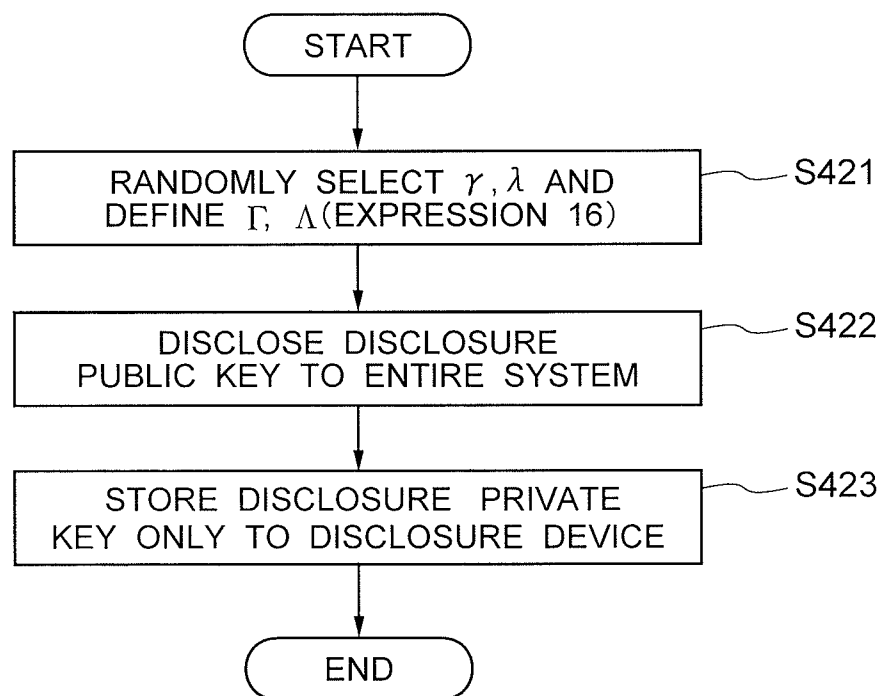 START
RANDOMLY SELECT γ, λ AND
DEFINE Γ, Λ(EXPRESSION 16)
S421
DISCLOSE DISCLOSURE
PUBLIC KEY TO ENTIRE SYSTEM
S422
STORE DISCLOSURE PRIVATE
KEY ONLY TO DISCLOSURE DEVICE
S423
END